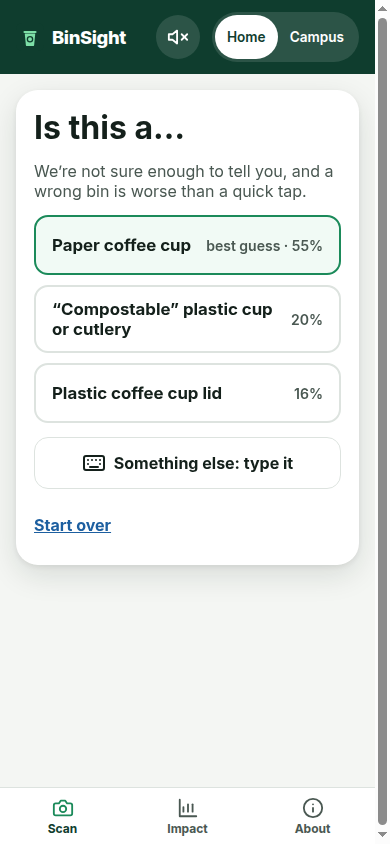 BinSight
Home
Campus
Is this a…
We’re not sure enough to tell you, and a
wrong bin is worse than a quick tap.
Paper coffee cup
best guess · 55%
“Compostable” plastic cup
or cutlery
20%
Plastic coffee cup lid
16%
Something else: type it
Start over
Scan
Impact
About